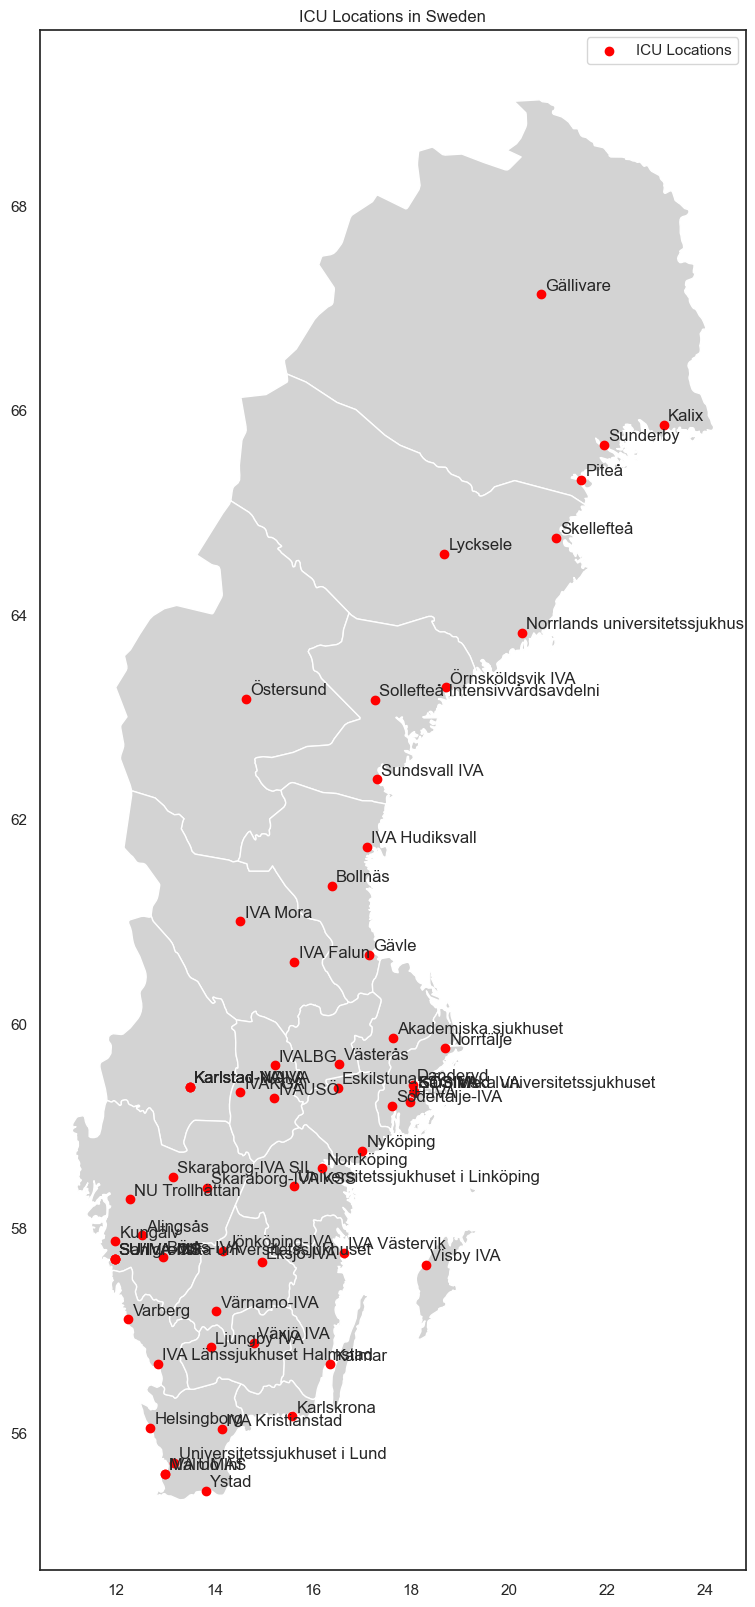 ICU Locations in Sweden
ICU Locations
68
Gällivare
66
Kalix
Sunderby
Piteå
Skellefteå
Lycksele
64
Norrlands universitetssjukhus
Örnsköldsvik IVA
Sollefteå Intensivvårdsavdelni
Östersund
Sundsvall IVA
62
IVA Hudiksvall
Bollnäs
IVA Mora
Gävle
IVA Falun
60
Akademiska sjukhuset
Norrtälje
IVALBG
Västerås
Danderyd
Karlstad
Eskilstuna
universitetssjukhuset
IVAUSÖ
Södertälje-IVA
Nyköping
Norrköping
Skaraborg-IVA SIL
Skaraborg-IVA KSS
Universitetssjukhuset i Linköping
NU Trollhättan
58
Alingsås
Kungälv
Jönköping-IVA
IVA Västervik
universitetssjukhuset
Eksjö-IVA
Visby IVA
Värnamo-IVA
Varberg
Växjö IVA
Ljungby IVA
IVA Länssjukhuset Halmstad
Kalmar
Karlskrona
56
Helsingborg
IVA Kristianstad
Universitetssjukhuset i Lund
Ystad
12 14 16 18 20 22 24